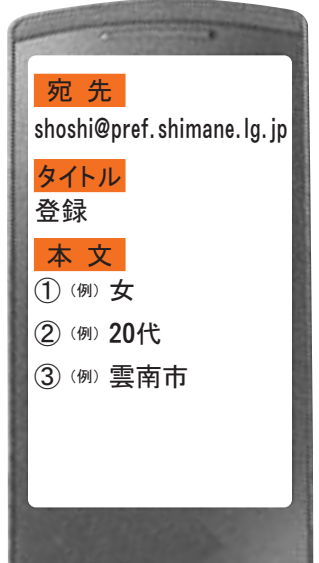 宛先
shoshi@pref.shimane.lg.jp
タイトル
登録
本文
① (例) 女
② (例) 20代
③ (例) 雲南市